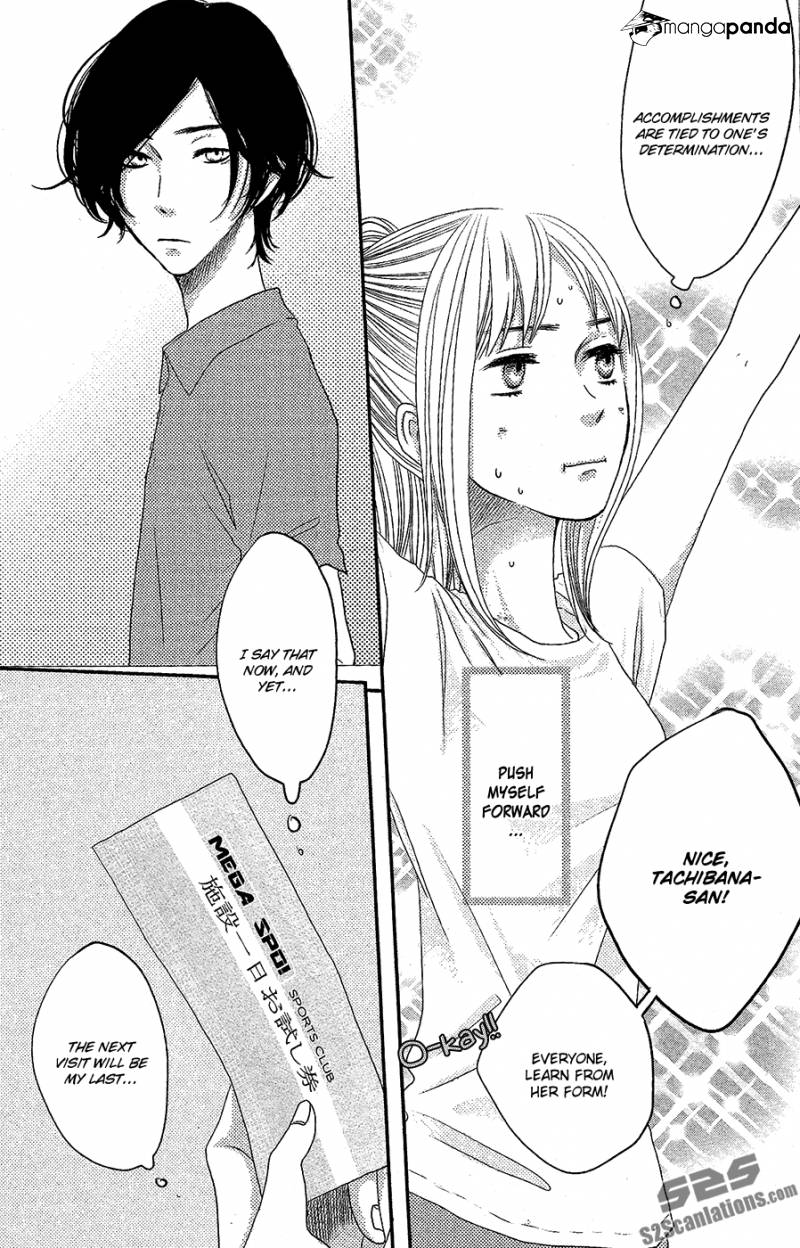 mangapanda
ACCOMPLISHMENTS
ARE TIED TO ONE'S
DETERMINATION...
PUSH
MYSELF
FORWARD
...
NICE,
TACHIBANA-
SAN!
EVERYONE,
LEARN FROM
HER FORM!
O-kay!!
I SAY THAT
NOW, AND
YET...
MEGA SPO! SPORTS CLUB
施設一日お試し券
THE NEXT
VISIT WILL BE
MY LAST...
S2S
S2Scanlations.com